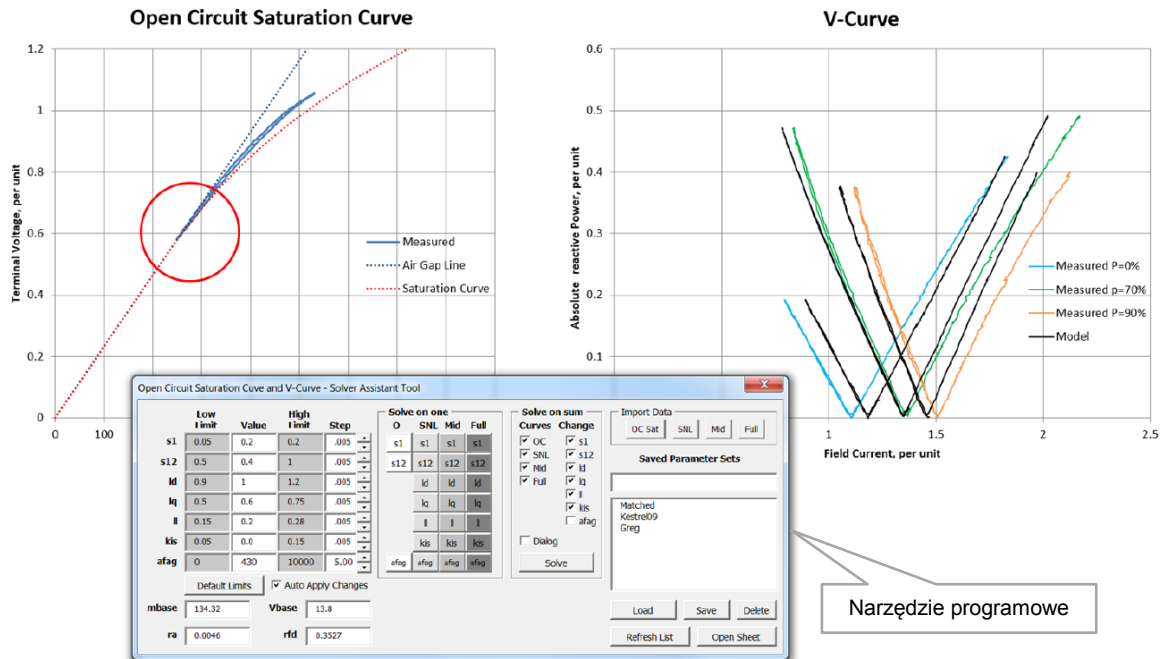 Open Circuit Saturation Curve
1.2
1
0.8
0.6
0.4
0.2
0
Terminal Voltage, per unit
Measured
Air Gap Line
Saturation Curve
0
100
V-Curve
0.6
0.5
0.4
0.3
0.2
0.1
0
Absolute reactive Power, per unit
Measured P=0%
Measured p=70%
Measured P=90%
Model
1
1.5
2
2.5
Field Current, per unit
Open Circuit Saturation Cuve and V-Curve - Solver Assistant Tool
Low Limit Value High Limit Step
s1 0.05 0.2 0.2 .005
s12 0.5 0.4 1 .005
ld 0.9 1 1.2 .005
lq 0.5 0.6 0.75 .005
ll 0.15 0.2 0.28 .005
kis 0.05 0.0 0.15 .005
afag 0 430 10000 5.00
Default Limits Auto Apply Changes
mbase 134.32 Vbase 13.8
ra 0.0046 rfd 0.3527
Solve on one
O SNL Mid Full
s1 s1 s1 s1
s12 s12 s12 s12
ld ld ld
lq lq lq
ll ll ll
kis kis kis
afag afag afag afag
Solve on sum
Curves Change
OC s1
SNL s12
Mid ld
Full lq
ll
kis
afag
Dialog
Solve
Import Data
OC Sat SNL Mid Full
Saved Parameter Sets
Matched
Kestrel09
Greg
Load Save Delete
Refresh List Open Sheet
Narzędzie programowe